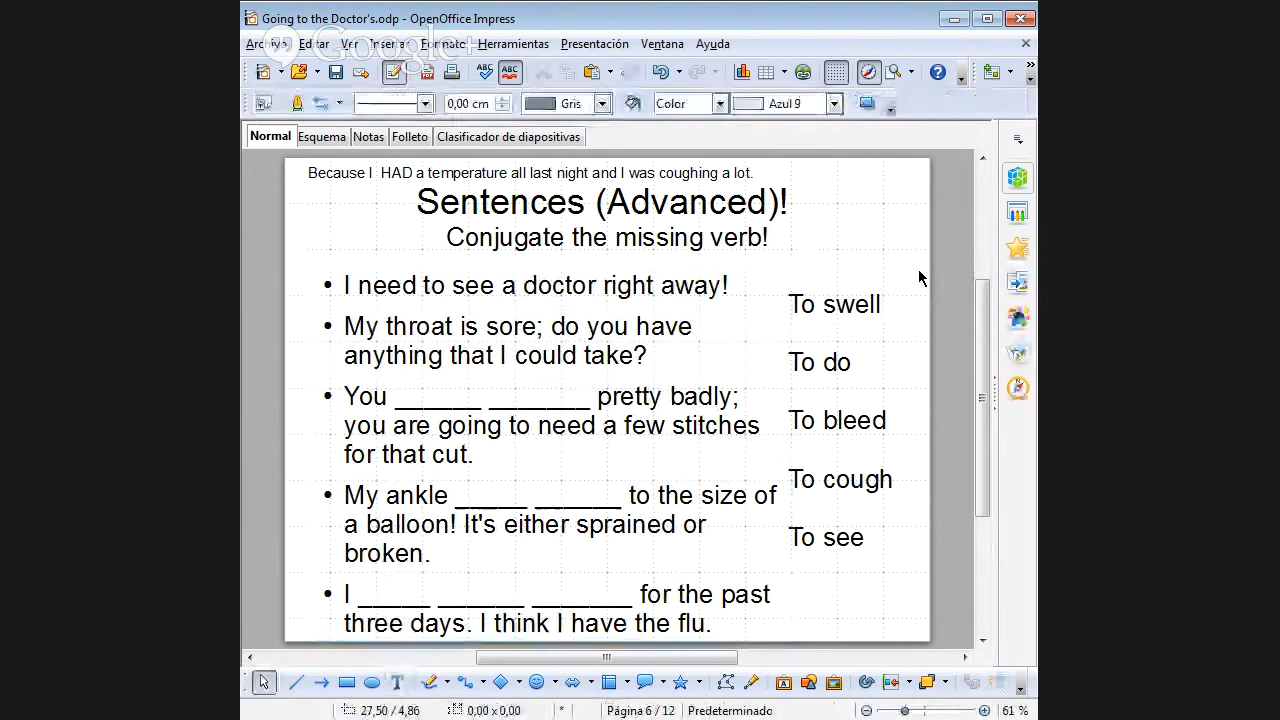 Going to the Doctor's.odp - OpenOffice Impress
Archivo Editar Ver Insertar Formato Herramientas Presentación Ventana Ayuda
Google+
0,00 cm Gris Color Azul 9
Normal Esquema Notas Folleto Clasificador de diapositivas
Because I HAD a temperature all last night and I was coughing a lot.
Sentences (Advanced)!
Conjugate the missing verb!
• I need to see a doctor right away!
• My throat is sore; do you have
anything that I could take?
• You ______ _______ pretty badly;
you are going to need a few stitches
for that cut.
• My ankle _____ ______ to the size of
a balloon! It's either sprained or
broken.
• I _____ ______ _______ for the past
three days. I think I have the flu.
To swell
To do
To bleed
To cough
To see
27,50 / 4,86 0,00 x 0,00 * Página 6 / 12 Predeterminado 61 %